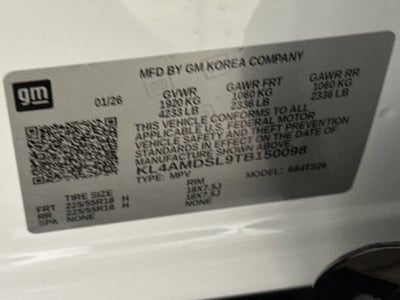 gm
MFD BY GM KOREA COMPANY
01/26 GVWR GAWR FRT GAWR RR
1920 KG 1060 KG 1060 KG
4233 LB 2336 LB 2336 LB
THIS VEHICLE CONFORMS TO ALL
APPLICABLE U.S. FEDERAL MOTOR
VEHICLE SAFETY AND THEFT PREVENTION
STANDARDS IN EFFECT ON THE DATE OF
MANUFACTURE SHOWN ABOVE.
KL4AMDSL9TB150098
TYPE: MPV MODEL: 984TS26
TIRE SIZE RIM
FRT 225/55R18 H 18X7.5J
RR 225/55R18 H 18X7.5J
SPA NONE NONE